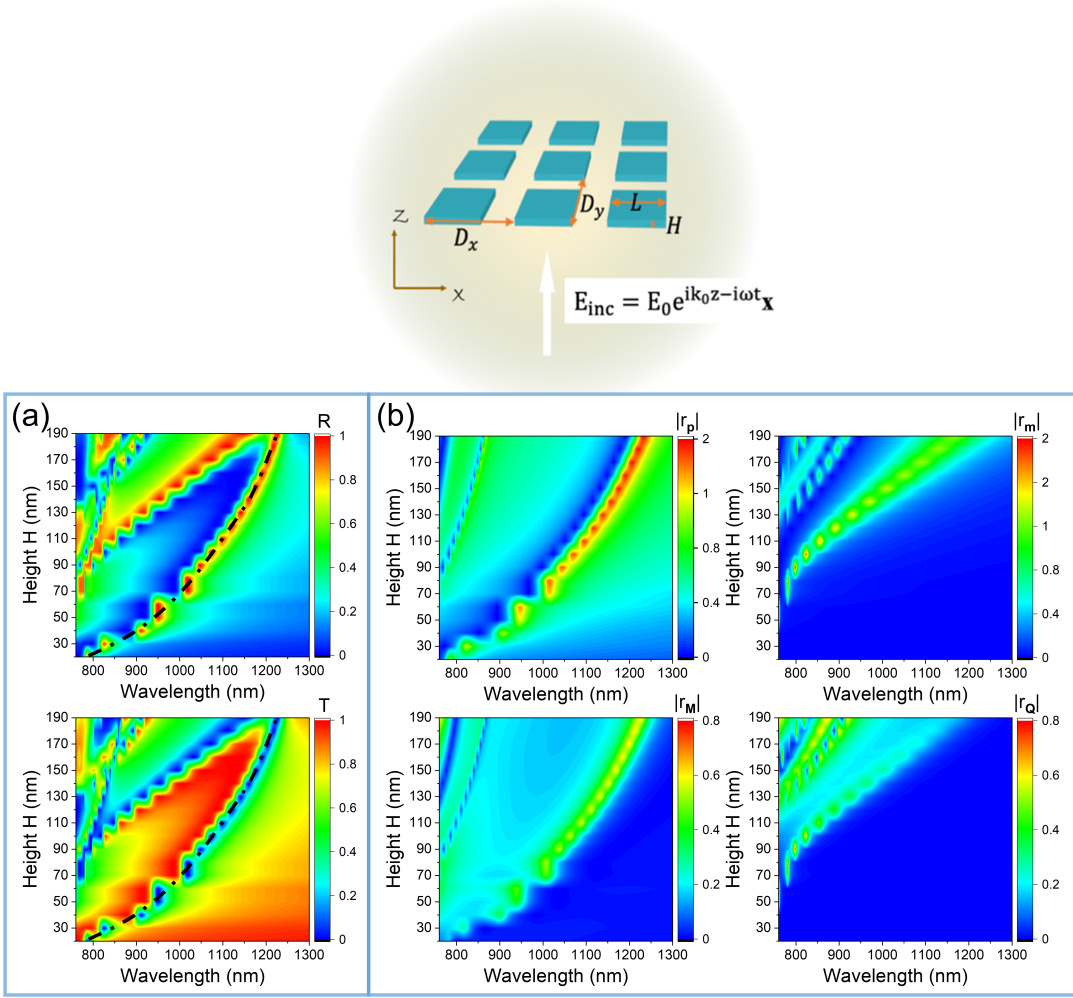 z
x
D_x
D_y
L
H
E_inc = E_0 e^{ik_0z−iωt} x
(a)
R
190
170
150
130
110
90
70
50
30
Height H (nm)
800 900 1000 1100 1200 1300
Wavelength (nm)
1
0.8
0.6
0.4
0.2
0
T
190
170
150
130
110
90
70
50
30
Height H (nm)
800 900 1000 1100 1200 1300
Wavelength (nm)
1
0.8
0.6
0.4
0.2
0
(b)
|r_p|
190
170
150
130
110
90
70
50
30
Height H (nm)
800 900 1000 1100 1200 1300
Wavelength (nm)
2
1
0.8
0.4
0
|r_m|
190
170
150
130
110
90
70
50
30
Height H (nm)
800 900 1000 1100 1200 1300
Wavelength (nm)
2
2
1
0.8
0.4
0
|r_M|
190
170
150
130
110
90
70
50
30
Height H (nm)
800 900 1000 1100 1200 1300
Wavelength (nm)
0.8
0.6
0.4
0.2
0
|r_Q|
190
170
150
130
110
90
70
50
30
Height H (nm)
800 900 1000 1100 1200 1300
Wavelength (nm)
0.8
0.6
0.4
0.2
0